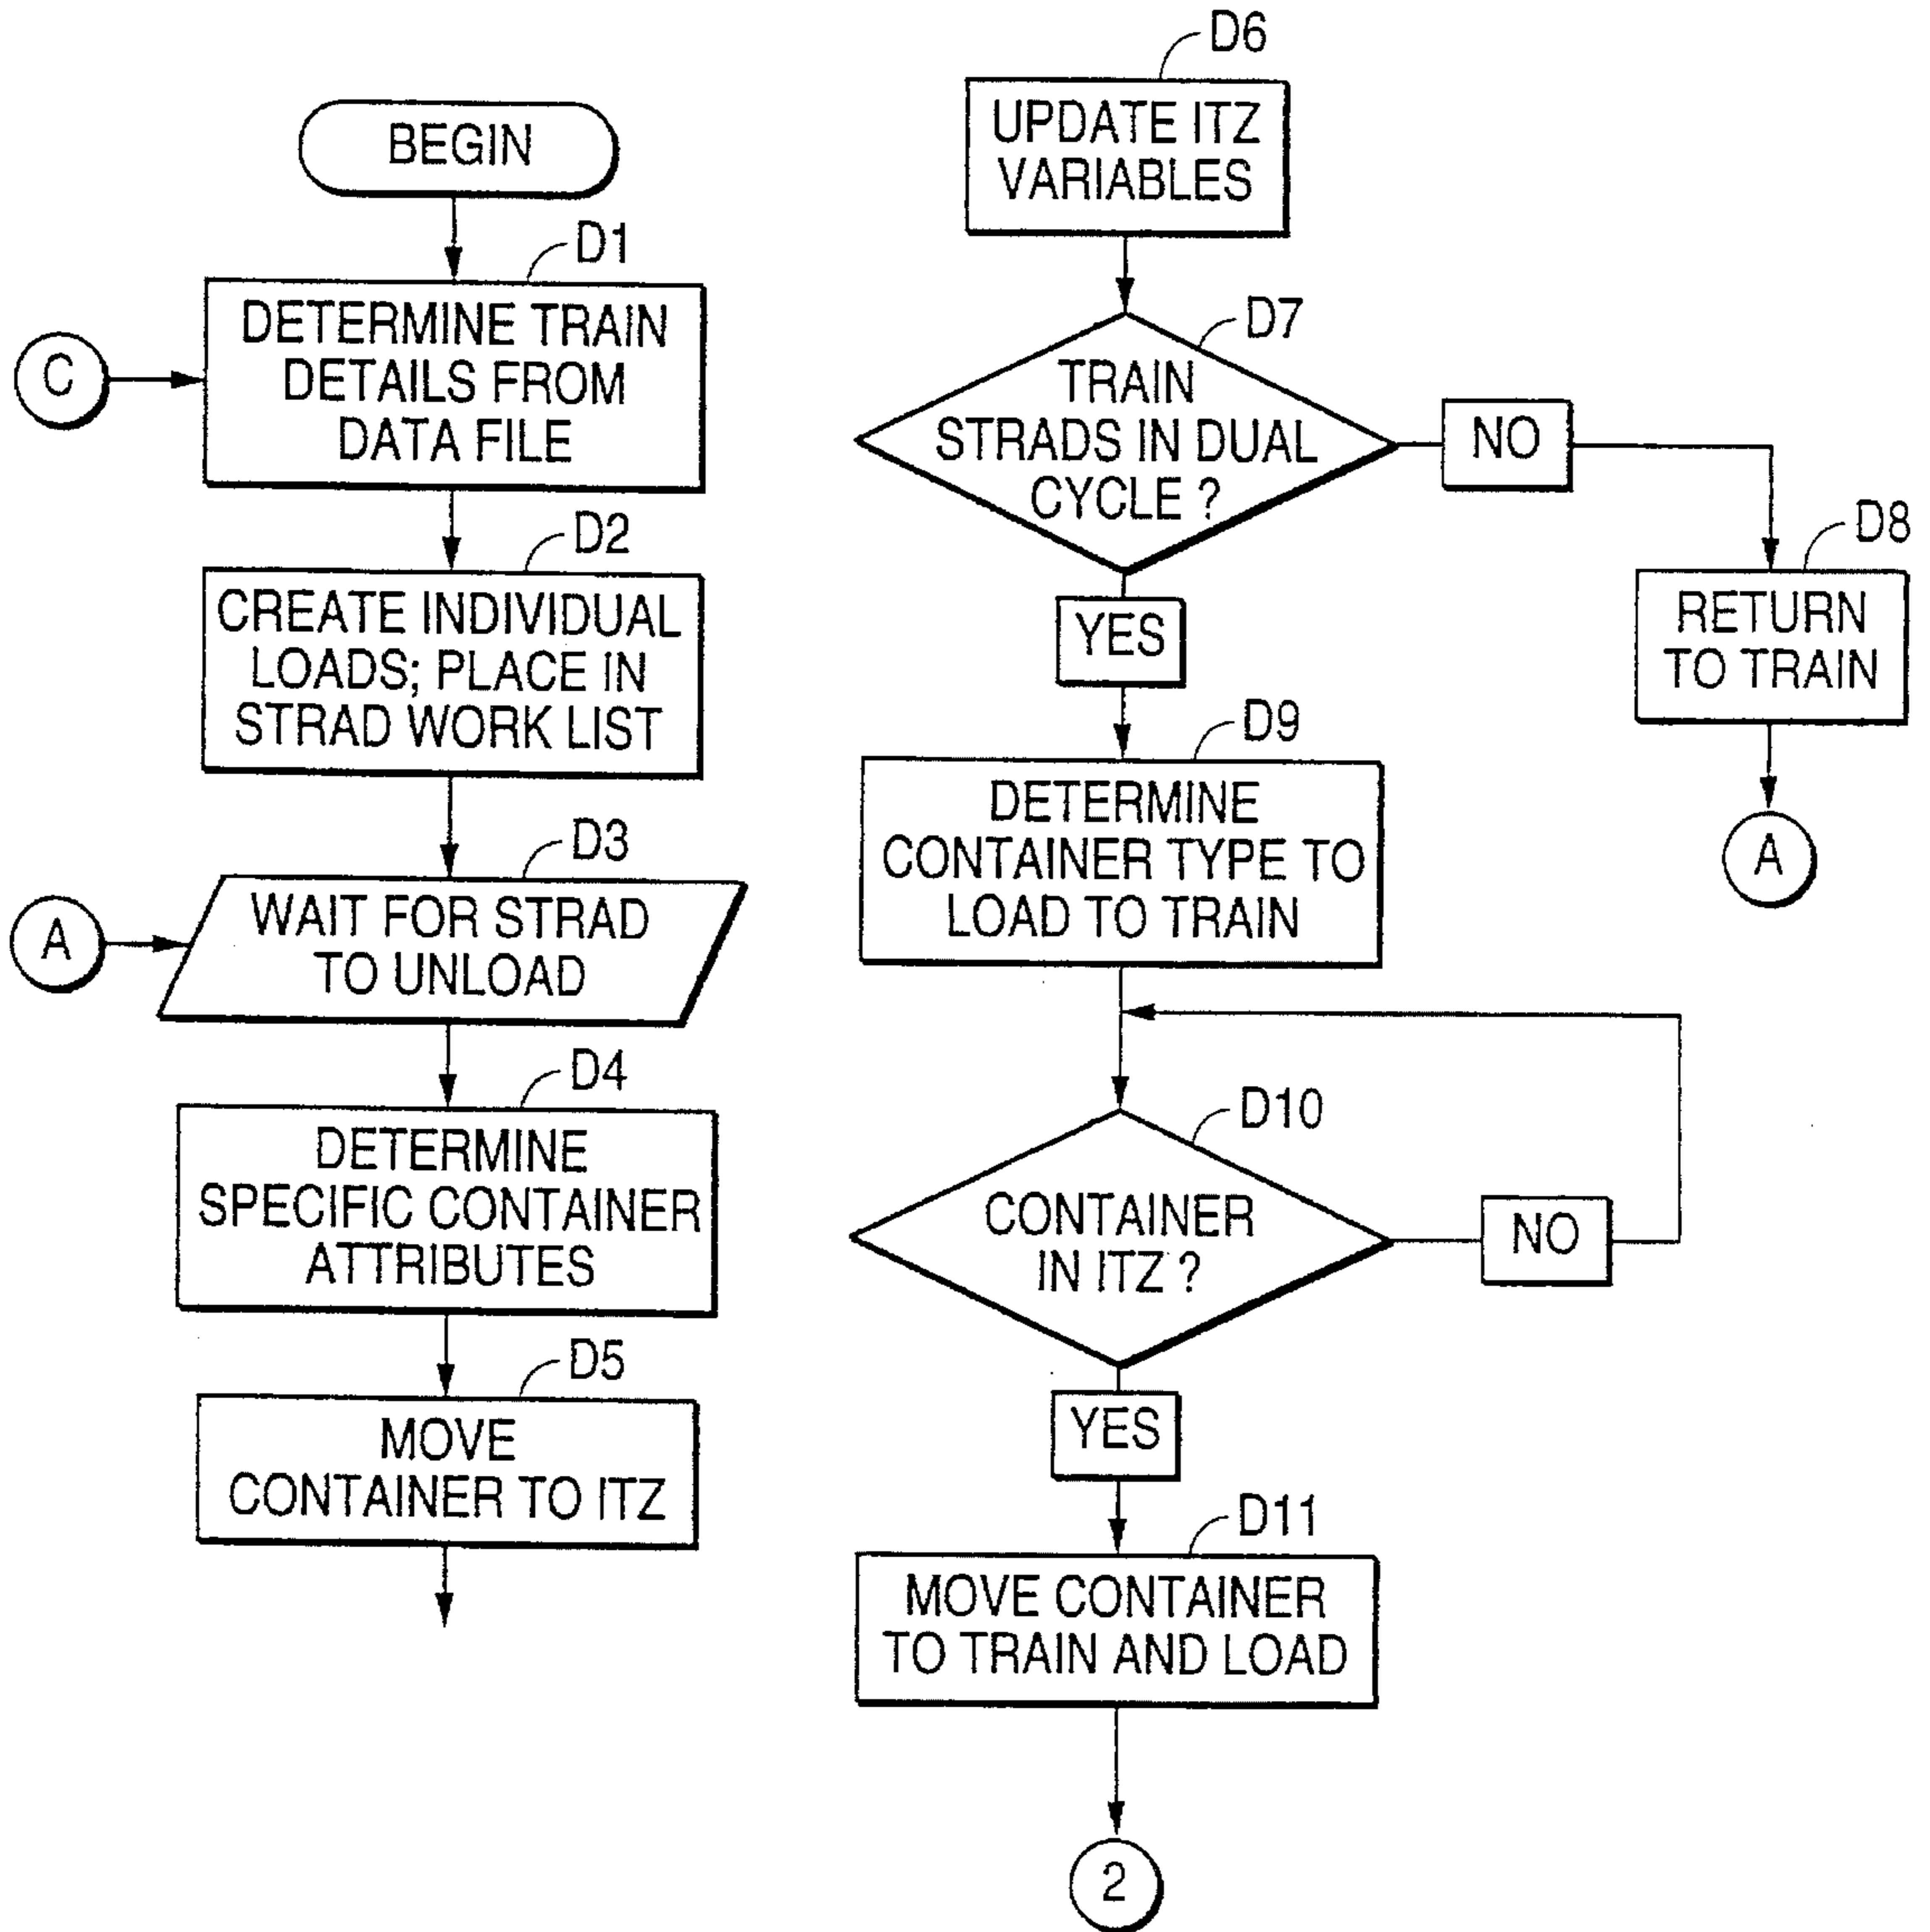 BEGIN
D1
DETERMINE TRAIN
DETAILS FROM
DATA FILE
C
D2
CREATE INDIVIDUAL
LOADS; PLACE IN
STRAD WORK LIST
D3
WAIT FOR STRAD
TO UNLOAD
A
D4
DETERMINE
SPECIFIC CONTAINER
ATTRIBUTES
D5
MOVE
CONTAINER TO ITZ
D6
UPDATE ITZ
VARIABLES
D7
TRAIN
STRADS IN DUAL
CYCLE ?
NO
D8
RETURN
TO TRAIN
A
YES
D9
DETERMINE
CONTAINER TYPE TO
LOAD TO TRAIN
D10
CONTAINER
IN ITZ ?
NO
YES
D11
MOVE CONTAINER
TO TRAIN AND LOAD
2